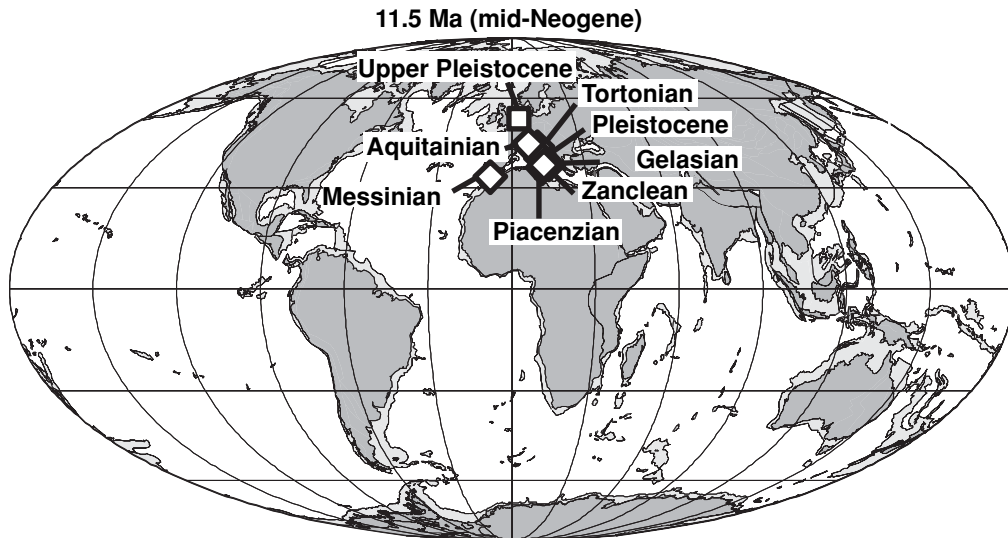 11.5 Ma (mid-Neogene)
Upper Pleistocene
Tortonian
Pleistocene
Aquitainian
Gelasian
Messinian
Zanclean
Piacenzian